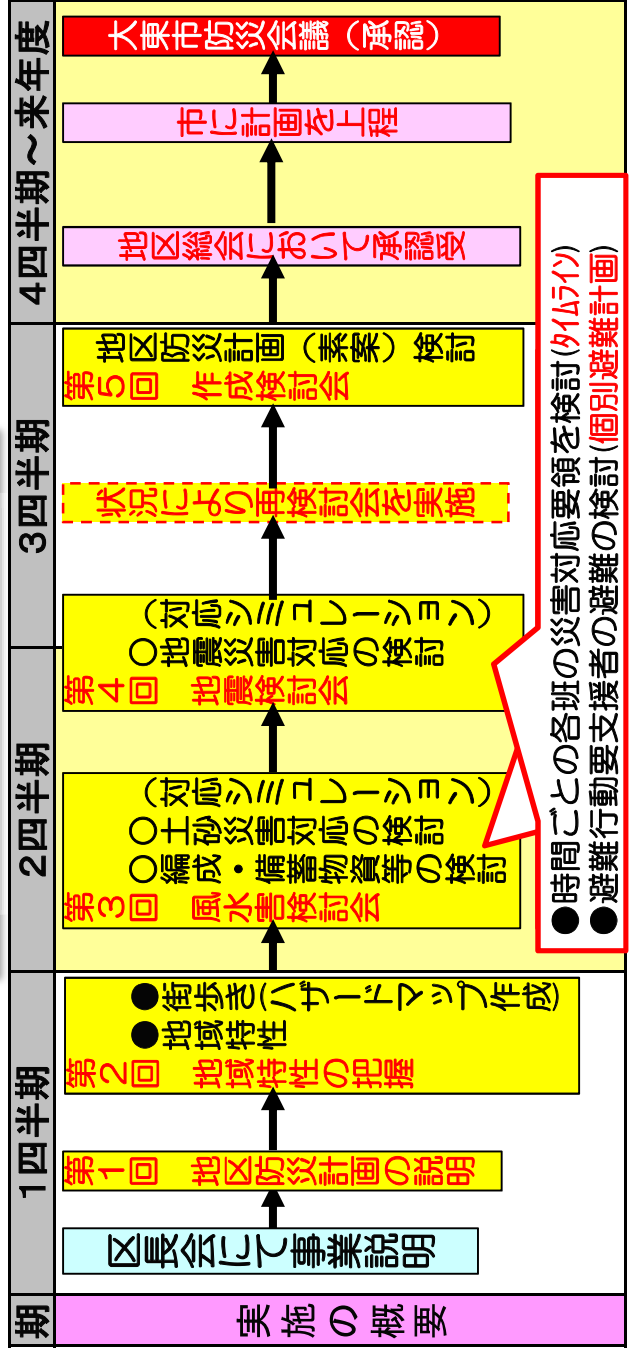 期
実施の概要
1四半期
区長会にて事業説明
第1回　地区防災計画の説明
第2回　地域特性の把握
●地域特性
●街歩き(ハザードマップ作成)
2四半期
第3回　風水害検討会
○編成・備蓄物資等の検討
○土砂災害対応の検討
（対応シミュレーション）
第4回　地震検討会
○地震災害対応の検討
（対応シミュレーション）
●時間ごとの各班の災害対応要領を検討(タイムライン)
●避難行動要支援者の避難の検討(個別避難計画)
3四半期
状況により再検討会を実施
第5回　作成検討会
地区防災計画（素案）検討
4四半期～来年度
地区総会において承認受
市に計画を上程
大東市防災会議（承認）